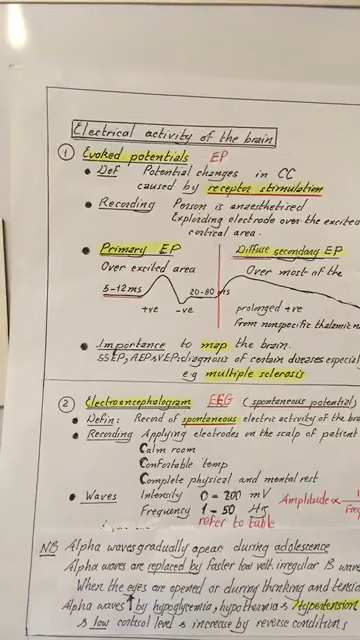 Electrical activity of the brain
① Evoked potentials EP
• Def Potential changes in CC
caused by receptor stimulation
• Recording Person is anaesthetized
Exploring electrode over the excited
cortical area.
• Primary EP Diffuse secondary EP
Over excited area Over most of the
5-12 ms 20-80 ms
+ve -ve prolonged +ve
from nonspecific thalamic n
• Importance to map the brain.
SSEP, AEP & VEP: diagnosis of certain diseases especial
eg multiple sclerosis
② Electroencephalogram EEG (spontaneous potential)
• Defin: Record of spontaneous electric activity of the bra
• Recording Applying electrodes on the scalp of patient
Calm room
Confortable temp
Complete physical and mental rest
• Waves Intensity 0 = 200 mV Amplitude ∝ 1
Frequency 1 - 50 Hz Freq
refer to table
NB Alpha waves gradually apear during adolescence
Alpha waves are replaced by faster low volt. irregular B waves
When the eyes are opened or during thinking and tension
Alpha waves ↑ by hypoglycemia, hypothermia & Hypertension
& low cortisol level & increase by reverse conditions